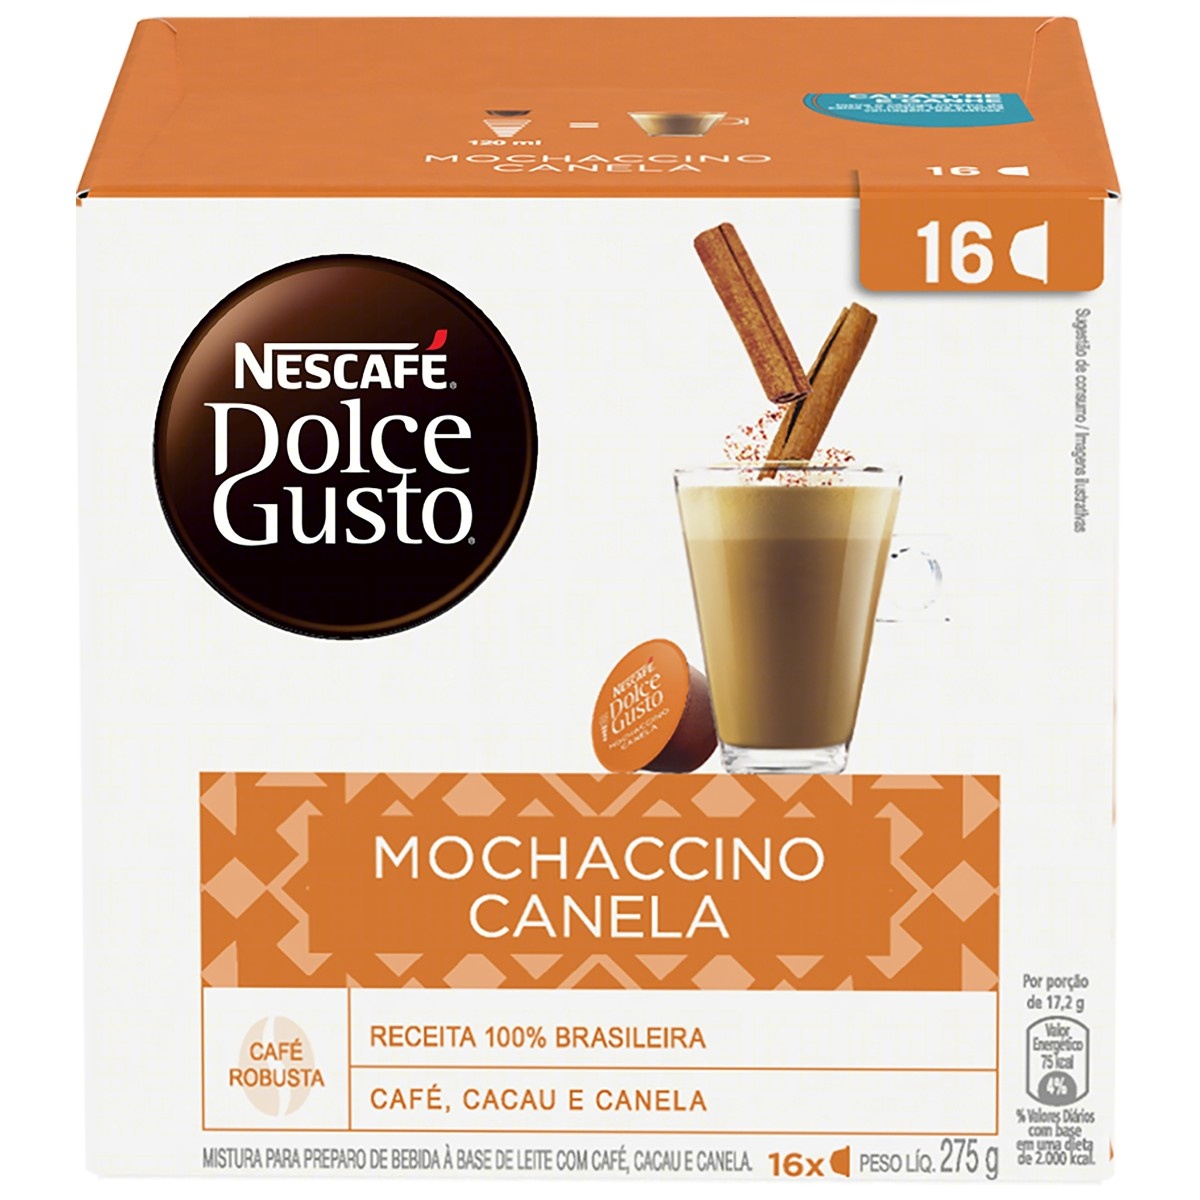 CADASTRE
E GANHE
120 ml
=
MOCHACCINO
CANELA
16
16
NESCAFÉ®
DOLCE
GUSTO®
Sugestão de consumo / Imagens ilustrativas
NESCAFÉ
DOLCE
GUSTO
MOCHACCINO
CANELA
MOCHACCINO
CANELA
CAFÉ
ROBUSTA
RECEITA 100% BRASILEIRA
CAFÉ, CACAU E CANELA
Por porção
de 17,2 g
Valor
Energético
75 kcal
4%
% Valores Diários
com base
em uma dieta
de 2.000 kcal.
MISTURA PARA PREPARO DE BEBIDA À BASE DE LEITE COM CAFÉ, CACAU E CANELA. 16x PESO LÍQ. 275 g